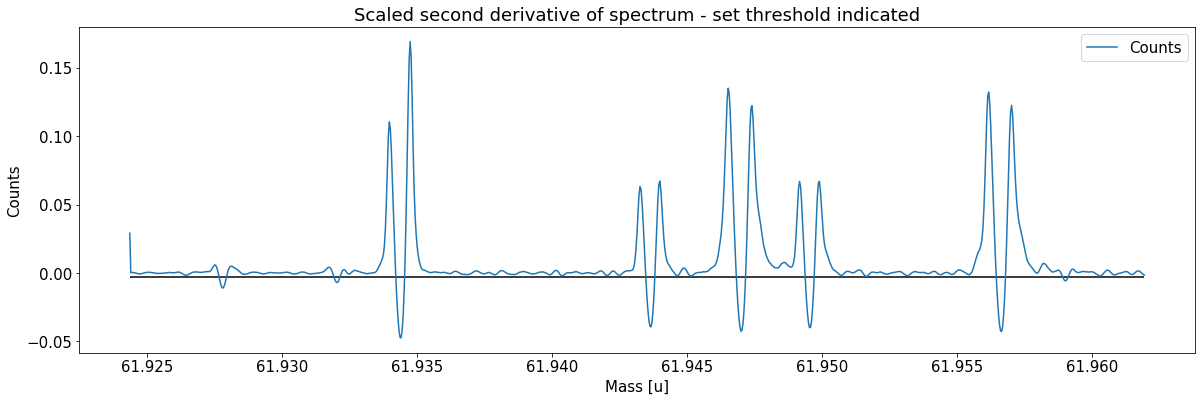 Scaled second derivative of spectrum - set threshold indicated
Counts
0.15
0.10
0.05
0.00
−0.05
Counts
61.925 61.930 61.935 61.940 61.945 61.950 61.955 61.960
Mass [u]